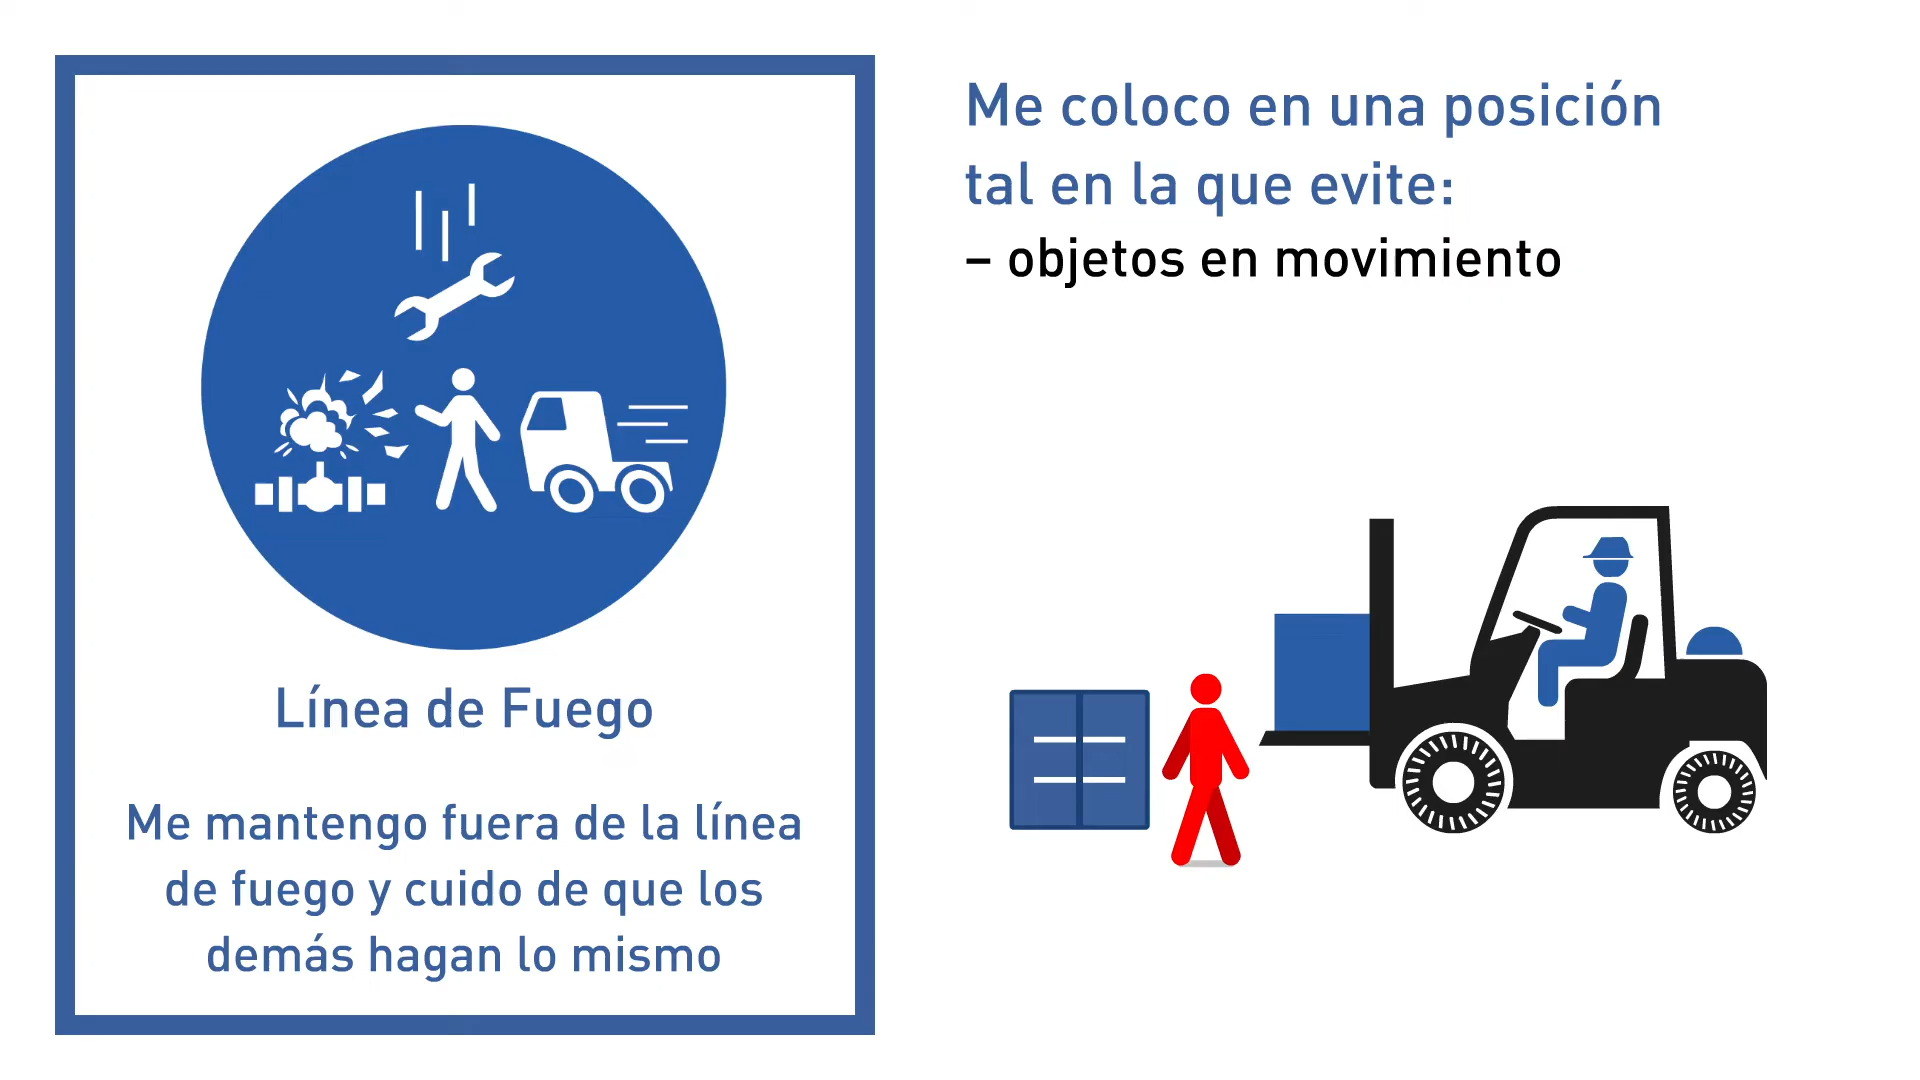 Línea de Fuego
Me mantengo fuera de la línea
de fuego y cuido de que los
demás hagan lo mismo
Me coloco en una posición
tal en la que evite:
– objetos en movimiento